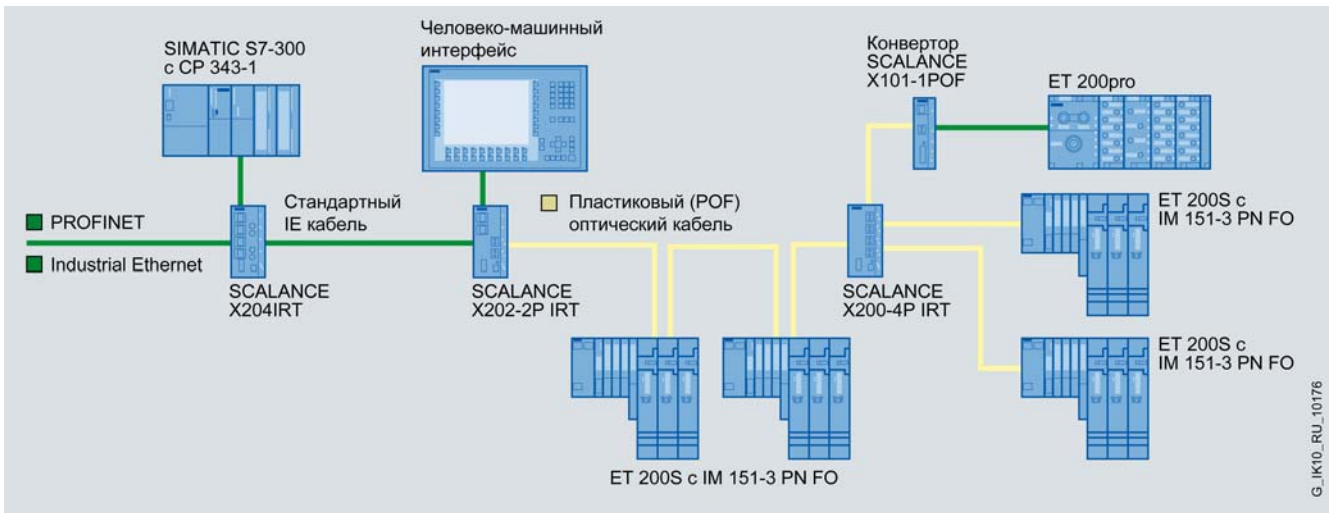 SIMATIC S7-300
с CP 343-1
Человеко-машинный
интерфейс
Конвертор
SCALANCE
X101-1POF
ET 200pro
Стандартный
IE кабель
Пластиковый (POF)
оптический кабель
ET 200S с
IM 151-3 PN FO
PROFINET
Industrial Ethernet
SCALANCE
X204IRT
SCALANCE
X202-2P IRT
SCALANCE
X200-4P IRT
ET 200S с
IM 151-3 PN FO
ET 200S с IM 151-3 PN FO
G_IK10_RU_10176